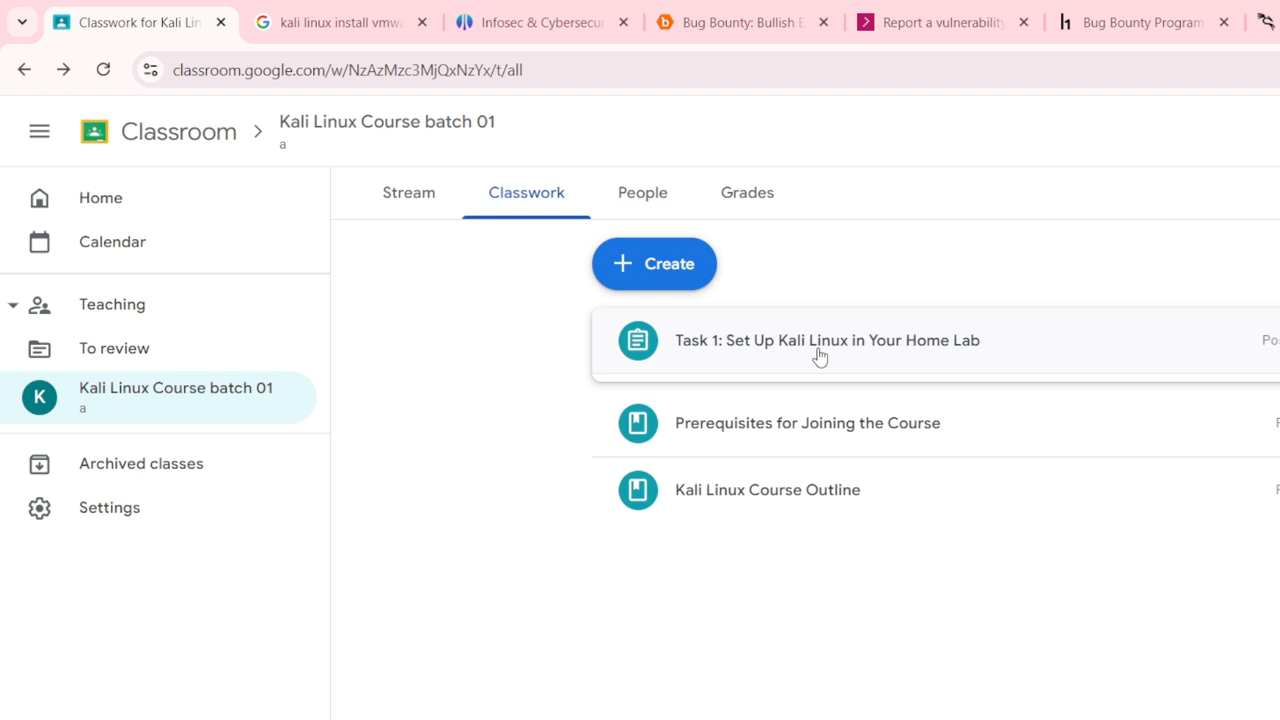 Classwork for Kali Lin
kali linux install vmw
Infosec & Cybersecur
Bug Bounty: Bullish
Report a vulnerability
h1 Bug Bounty Program
classroom.google.com/w/NzAzMzc3MjQxNzYx/t/all
Classroom
Kali Linux Course batch 01
a
Home
Calendar
Teaching
To review
K
Kali Linux Course batch 01
a
Archived classes
Settings
Stream
Classwork
People
Grades
Create
Task 1: Set Up Kali Linux in Your Home Lab
Prerequisites for Joining the Course
Kali Linux Course Outline